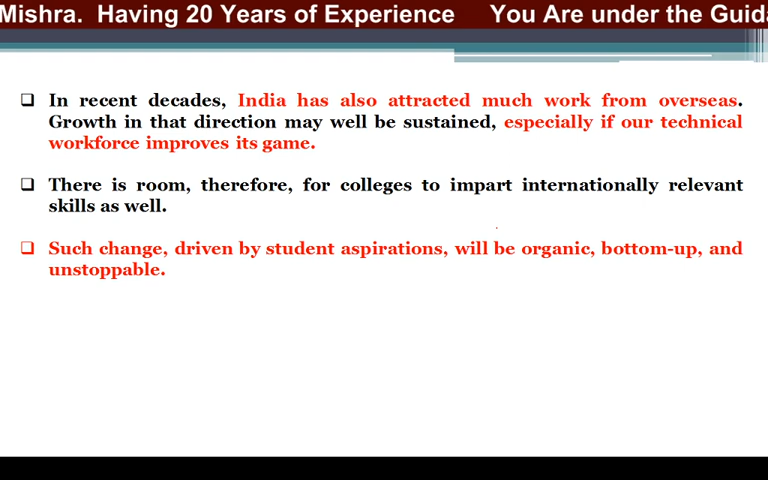 Mishra. Having 20 Years of Experience You Are under the Guida
❑ In recent decades, India has also attracted much work from overseas.
Growth in that direction may well be sustained, especially if our technical
workforce improves its game.
❑ There is room, therefore, for colleges to impart internationally relevant
skills as well.
❑ Such change, driven by student aspirations, will be organic, bottom-up, and
unstoppable.